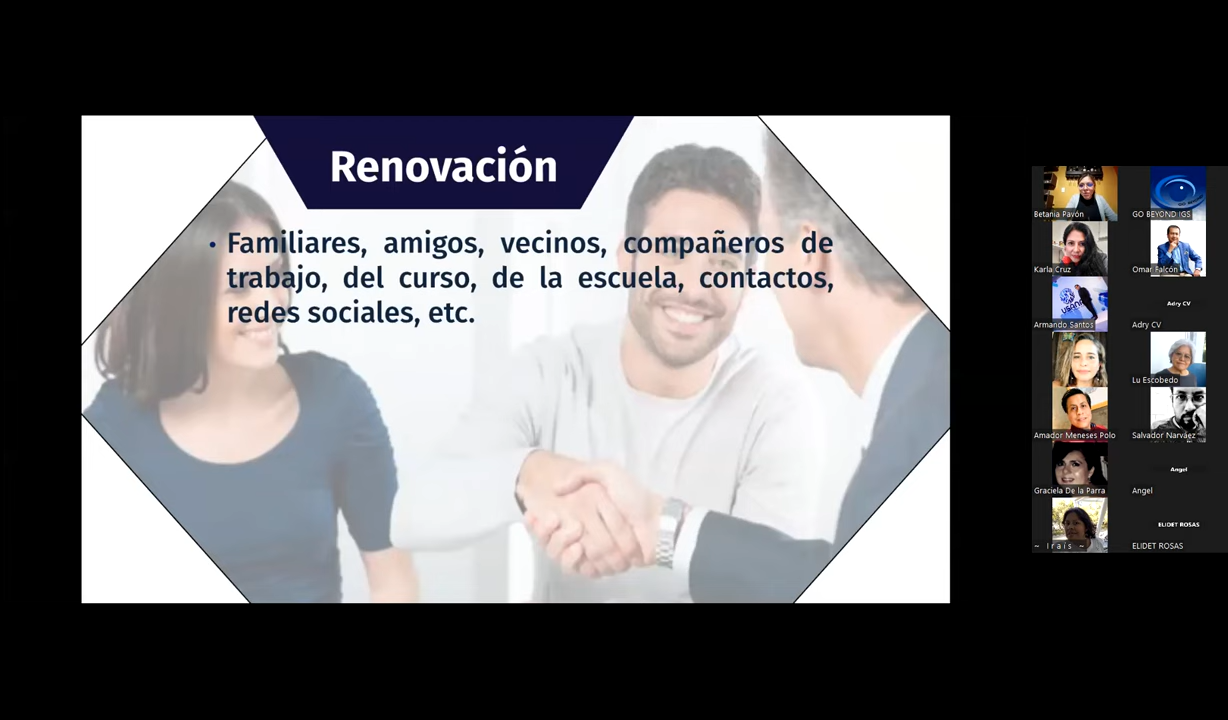 Renovación
• Familiares, amigos, vecinos, compañeros de
trabajo, del curso, de la escuela, contactos,
redes sociales, etc.
Betania Pavón
GO BEYOND IGS
Karla Cruz
Omar Falcón
USANA
Armando Santos
Adry CV
Adry CV
Lu Escobedo
Amador Meneses Polo
Salvador Narváez
Graciela De la Parra
Angel
Angel
~ I r a í s ~
ELIDET ROSAS
ELIDET ROSAS